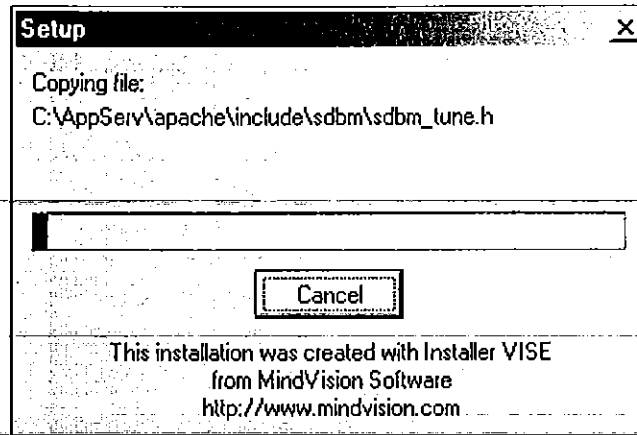 Setup
Copying file:
C:\AppServ\apache\include\sdbm\sdbm_tune.h
Cancel
This installation was created with Installer VISE
from MindVision Software
http://www.mindvision.com